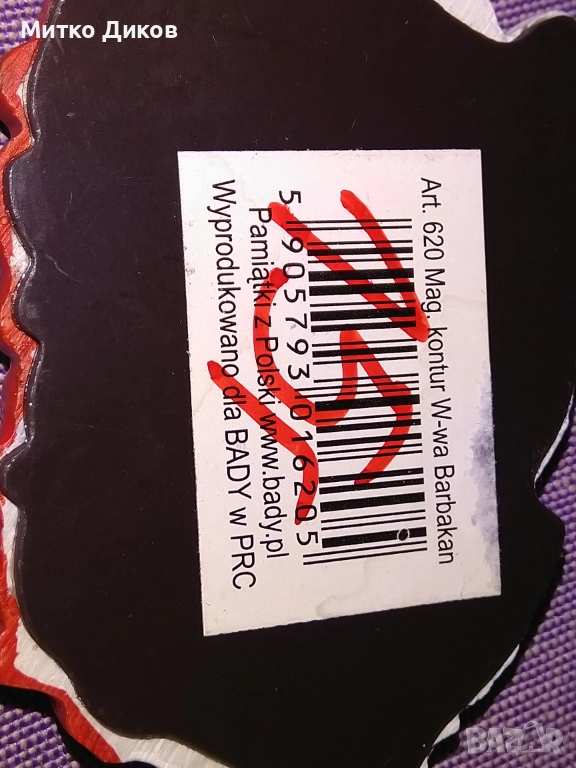 Митко Диков
Art. 620 Mag. kontur W-wa Barbakan
5 905793 016205
Pamiątki z Polski www.bady.pl
Wyprodukowano dla BADY w PRC
BAZAR